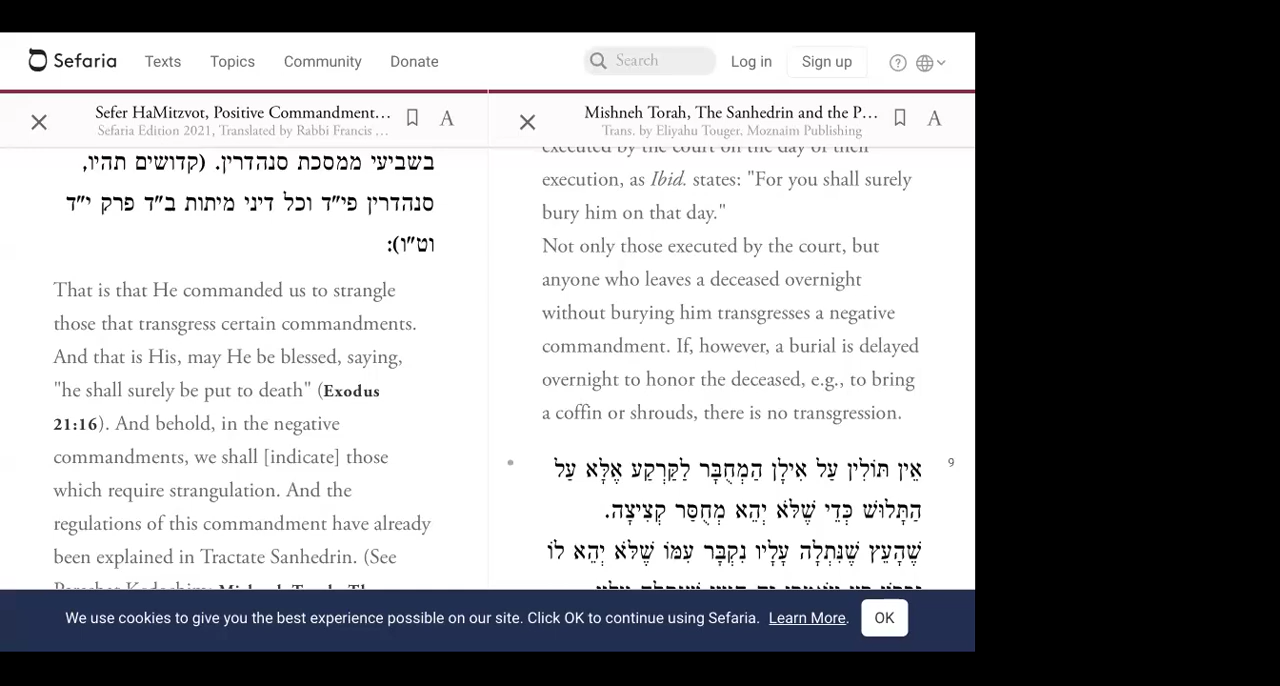 Sefaria Texts Topics Community Donate Search Log in Sign up
Sefer HaMitzvot, Positive Commandment…
Sefaria Edition 2021, Translated by Rabbi Francis …
בשביעי ממסכת סנהדרין. (קדושים תהיו,
סנהדרין פי״ד וכל דיני מיתות ב״ד פרק י״ד
וט״ו):
That is that He commanded us to strangle
those that transgress certain commandments.
And that is His, may He be blessed, saying,
"he shall surely be put to death" (Exodus
21:16). And behold, in the negative
commandments, we shall [indicate] those
which require strangulation. And the
regulations of this commandment have already
been explained in Tractate Sanhedrin. (See
Mishneh Torah, The Sanhedrin and the P…
Trans. by Eliyahu Touger. Moznaim Publishing
executed by the court on the day of their
execution, as Ibid. states: "For you shall surely
bury him on that day."
Not only those executed by the court, but
anyone who leaves a deceased overnight
without burying him transgresses a negative
commandment. If, however, a burial is delayed
overnight to honor the deceased, e.g., to bring
a coffin or shrouds, there is no transgression.
9
אֵין תּוֹלִין עַל אִילָן הַמְחֻבָּר לַקַּרְקַע אֶלָּא עַל
הַתָּלוּשׁ כְּדֵי שֶׁלֹּא יְהֵא מְחֻסַּר קְצִיצָה.
שֶׁהָעֵץ שֶׁנִּתְלָה עָלָיו נִקְבָּר עִמּוֹ שֶׁלֹּא יְהֵא לוֹ
We use cookies to give you the best experience possible on our site. Click OK to continue using Sefaria. Learn More. OK